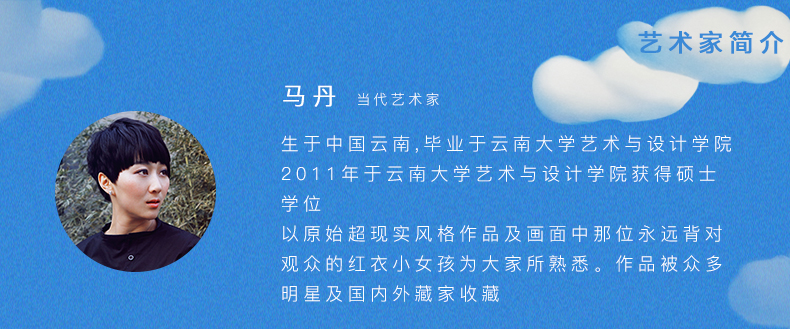 艺术家简介
马丹 当代艺术家
生于中国云南,毕业于云南大学艺术与设计学院
2011年于云南大学艺术与设计学院获得硕士
学位
以原始超现实风格作品及画面中那位永远背对
观众的红衣小女孩为大家所熟悉。作品被众多
明星及国内外藏家收藏